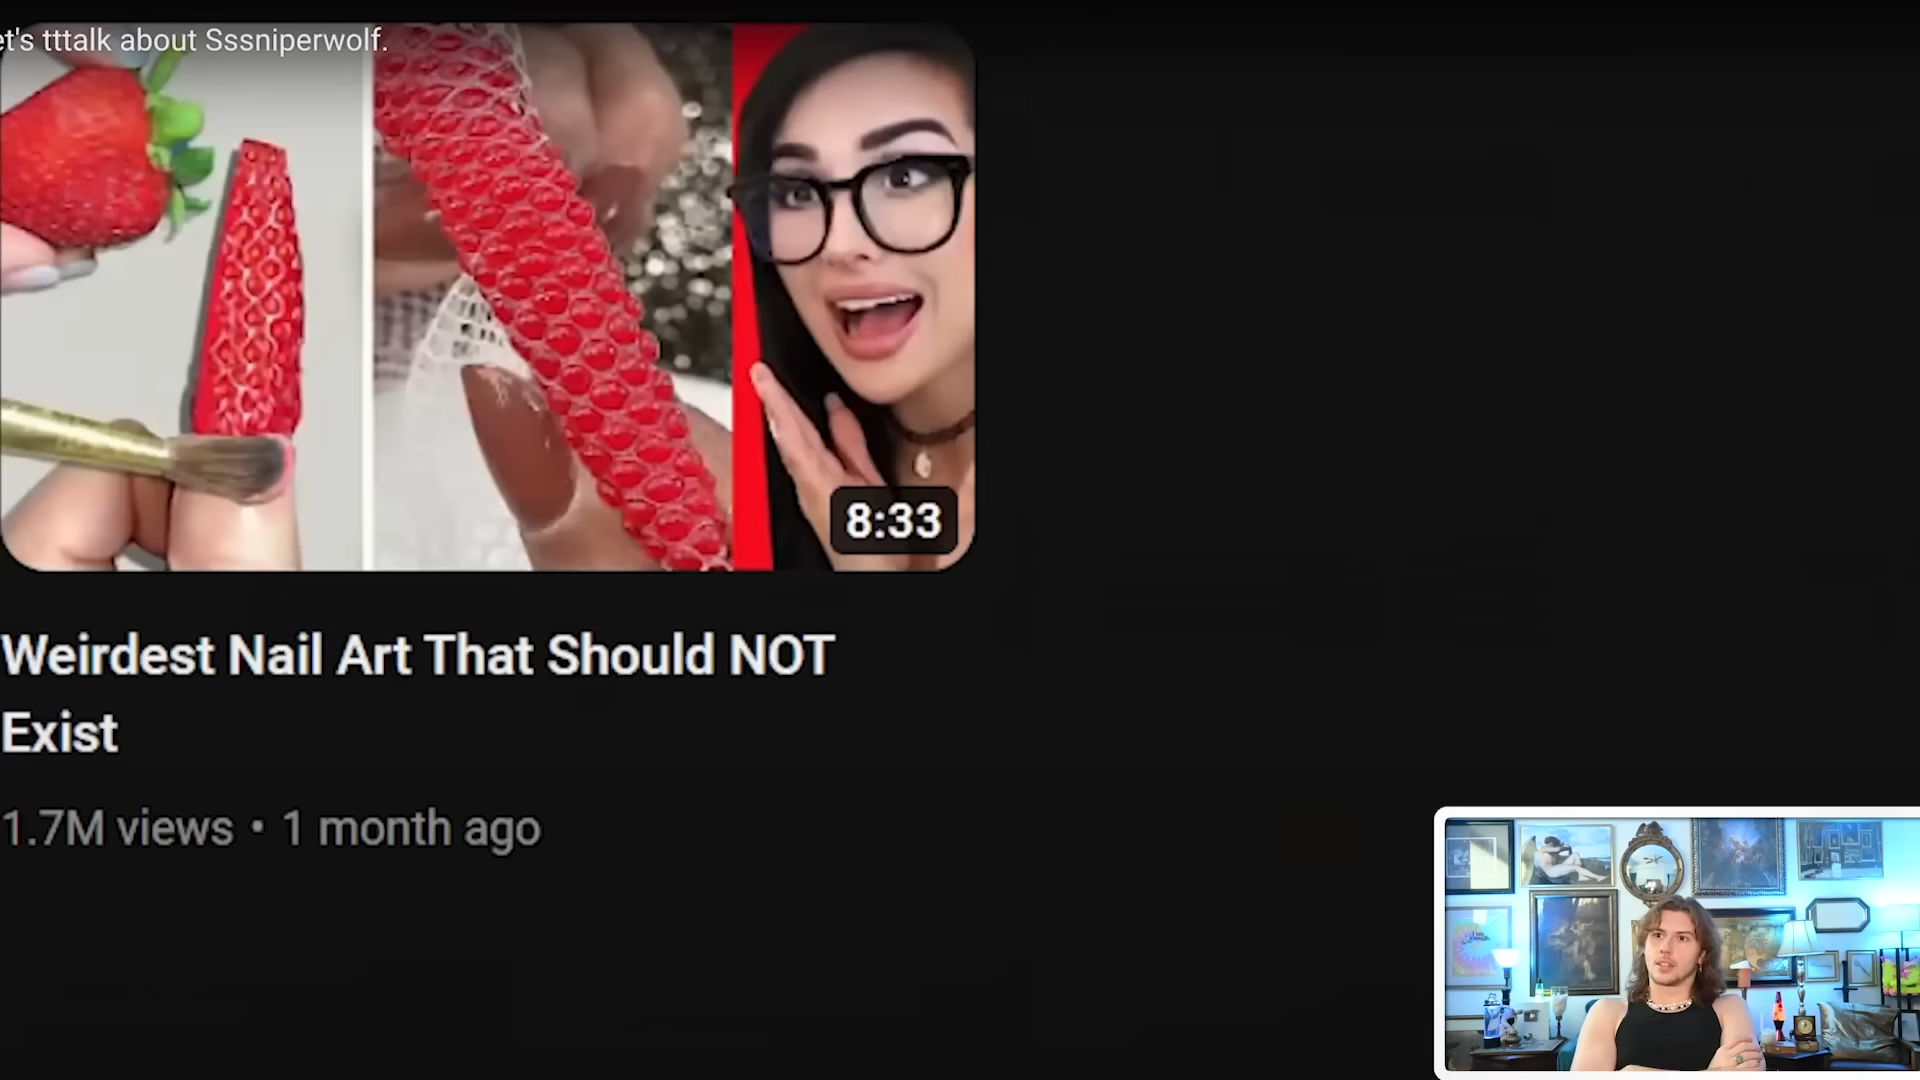 et's tttalk about Sssniperwolf.
8:33
Weirdest Nail Art That Should NOT
Exist
1.7M views • 1 month ago